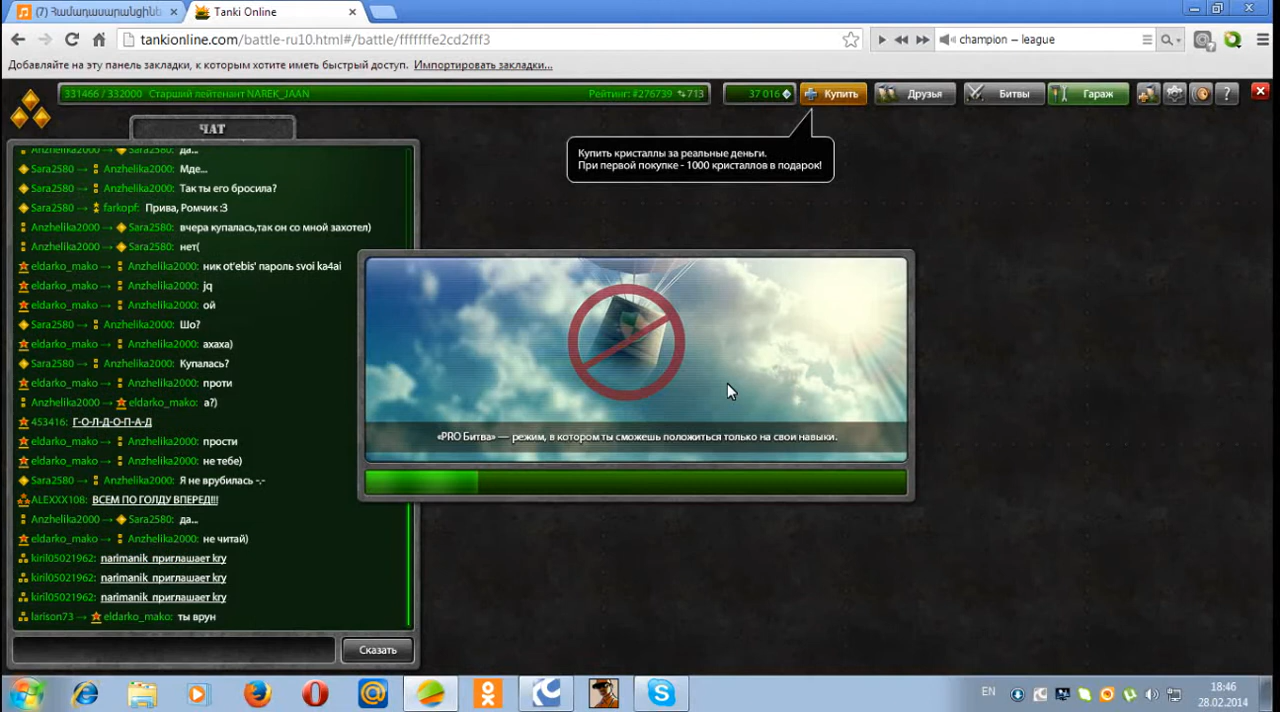 (7) Համադասարանցին
Tanki Online
tankionline.com/battle-ru10.html#/battle/fffffffe2cd2fff3
champion – league
Добавляйте на эту панель закладки, к которым хотите иметь быстрый доступ. Импортировать закладки...
331466 / 332000 Старший лейтенант NAREK_JAAN
Рейтинг: #276739 713
37 016
Купить
Друзья
Битвы
Гараж
?
ЧАТ
Купить кристаллы за реальные деньги.
При первой покупке - 1000 кристаллов в подарок!
Anzhelika2000 → Sara2580: да...
Sara2580 → Anzhelika2000: Мде...
Sara2580 → Anzhelika2000: Так ты его бросила?
Sara2580 → farkopf: Прива, Ромчик :3
Anzhelika2000 → Sara2580: вчера купалась,так он со мной захотел)
Anzhelika2000 → Sara2580: нет(
eldarko_mako → Anzhelika2000: ник ot'ebis' пароль svoi ka4ai
eldarko_mako → Anzhelika2000: jq
eldarko_mako → Anzhelika2000: ой
Sara2580 → Anzhelika2000: Шо?
eldarko_mako → Anzhelika2000: ахаха)
Sara2580 → Anzhelika2000: Купалась?
eldarko_mako → Anzhelika2000: проти
Anzhelika2000 → eldarko_mako: а?)
453416: Г-О-Л-Д-О-П-А-Д
eldarko_mako → Anzhelika2000: прости
eldarko_mako → Anzhelika2000: не тебе)
Sara2580 → Anzhelika2000: Я не врубилась -.-
ALEXXX108: ВСЕМ ПО ГОЛДУ ВПЕРЕД!!!
Anzhelika2000 → Sara2580: да...
eldarko_mako → Anzhelika2000: не читай)
kiril05021962: narimanik приглашает kry
kiril05021962: narimanik приглашает kry
kiril05021962: narimanik приглашает kry
larison73 → eldarko_mako: ты врун
«PRO Битва» — режим, в котором ты сможешь положиться только на свои навыки.
Сказать
EN
18:46
28.02.2014